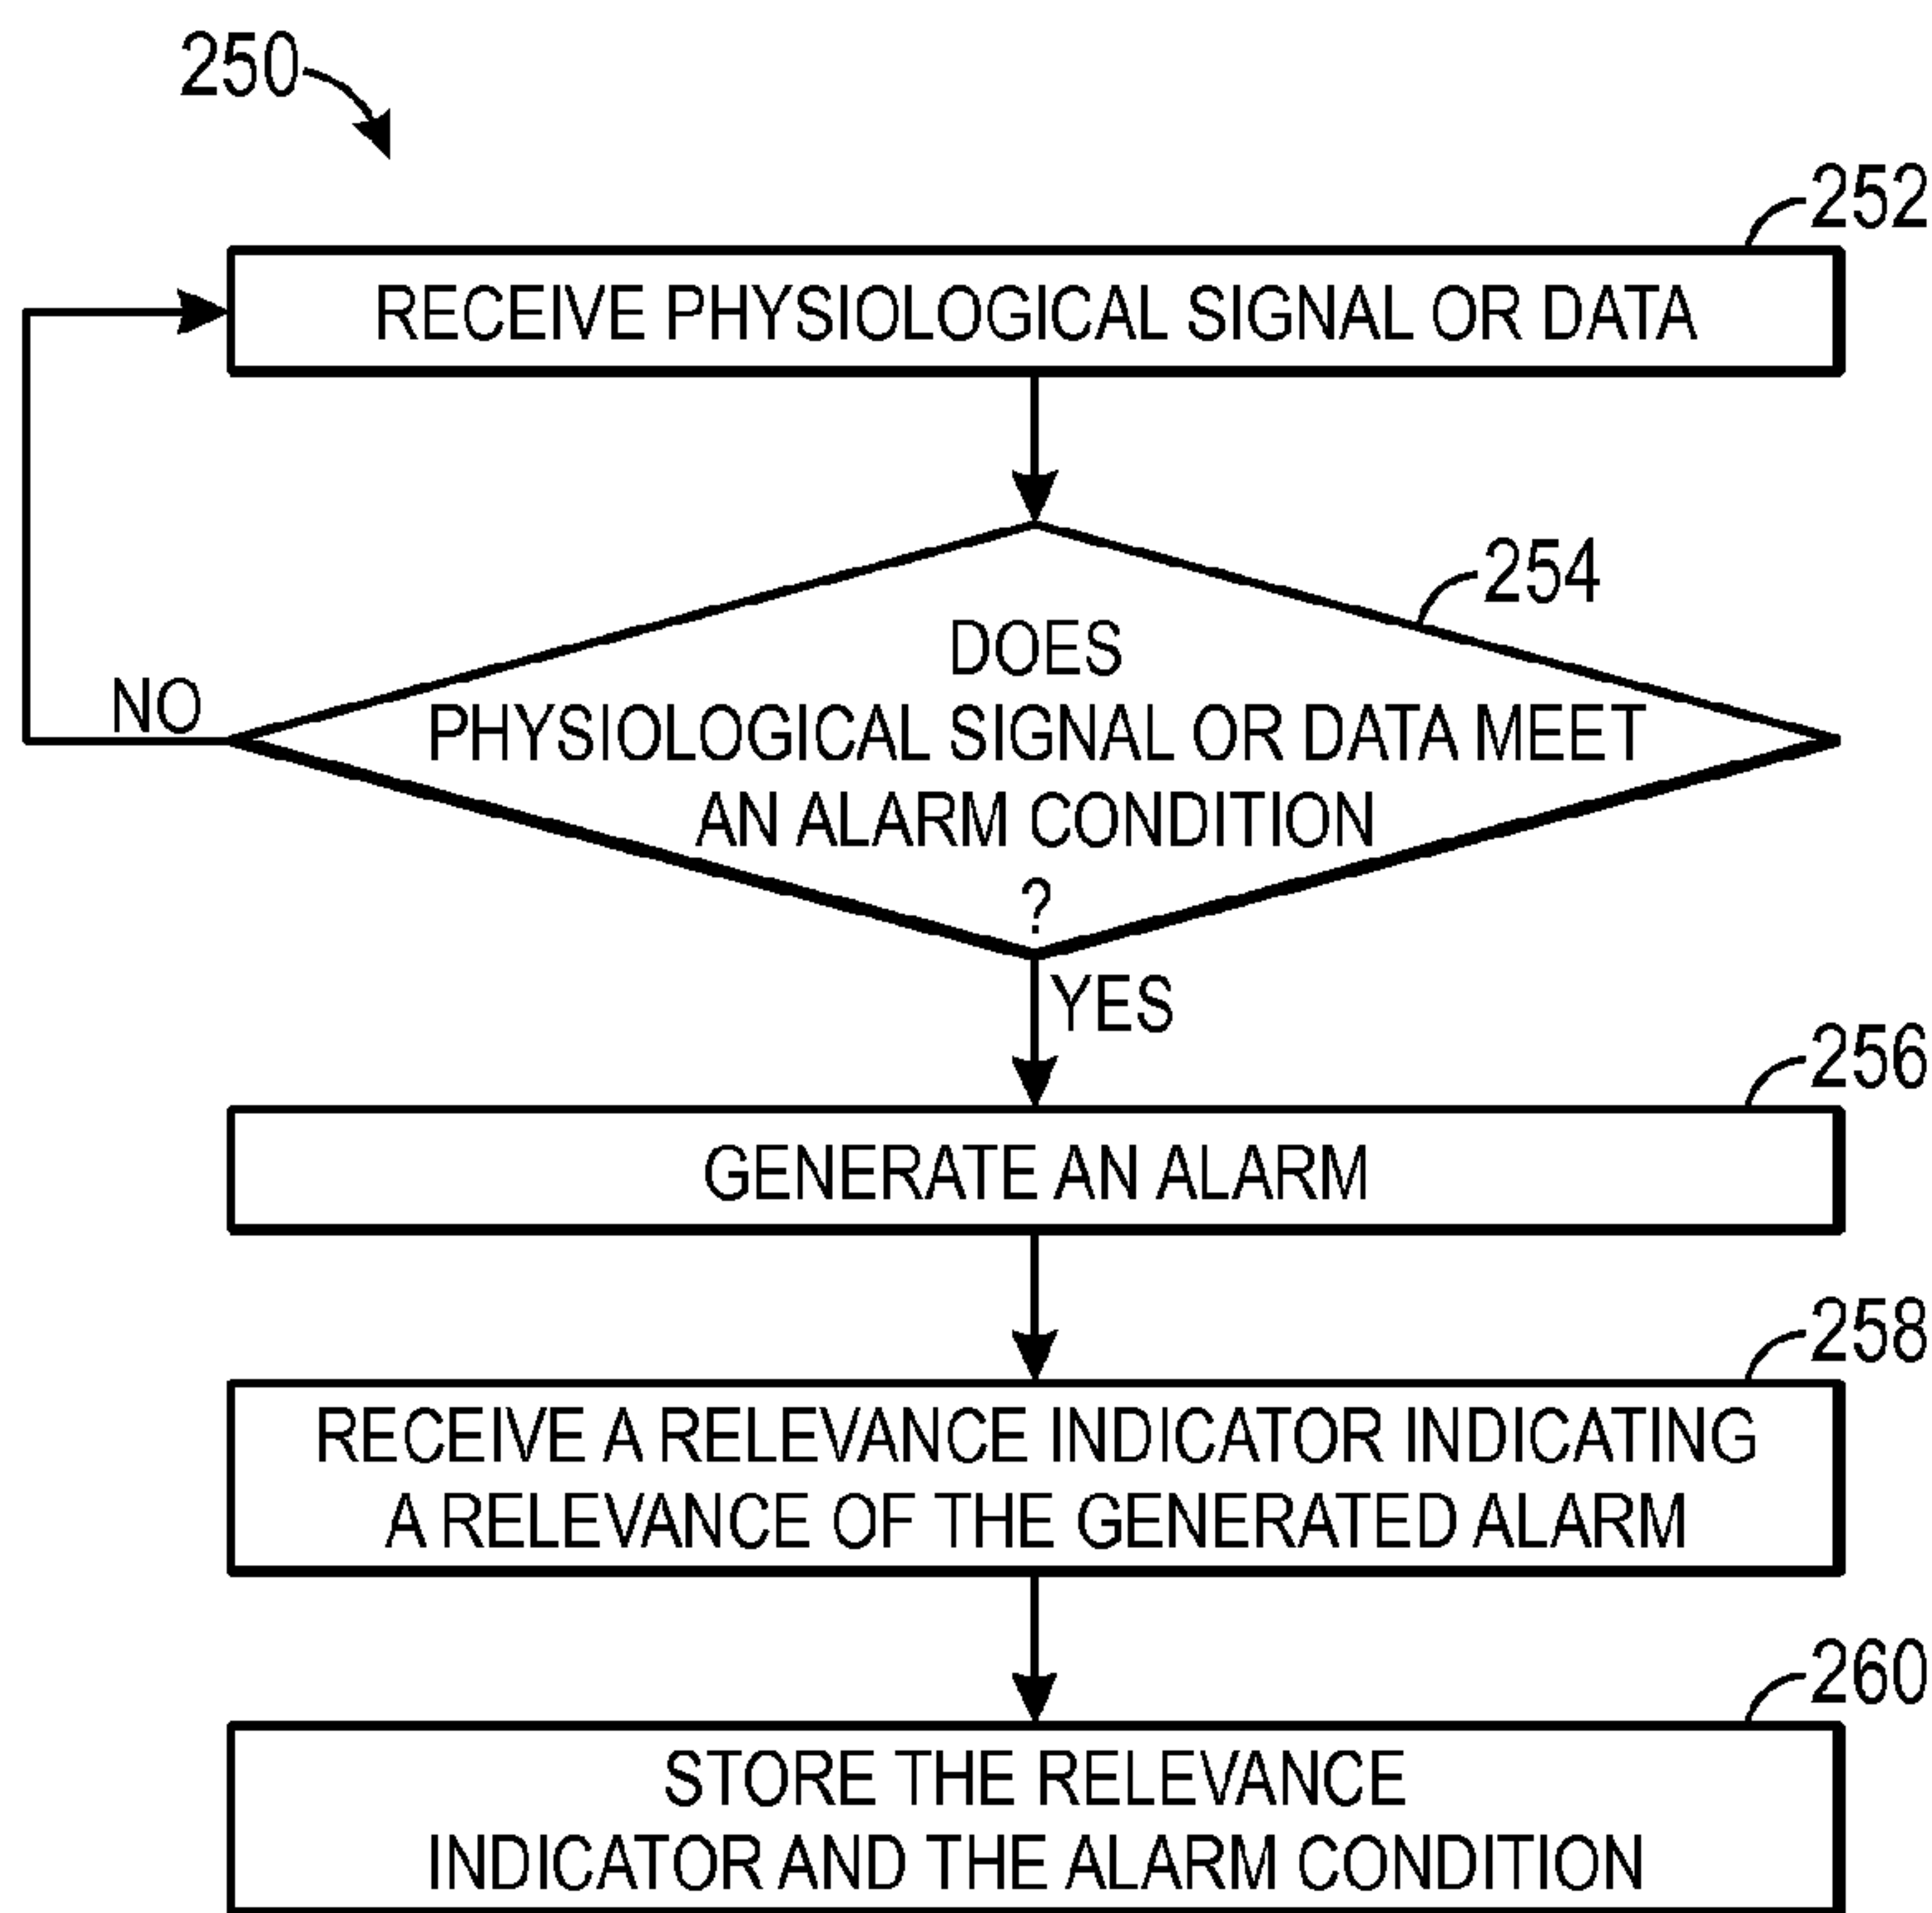 250
252
RECEIVE PHYSIOLOGICAL SIGNAL OR DATA
254
DOES
PHYSIOLOGICAL SIGNAL OR DATA MEET
AN ALARM CONDITION
?
NO
YES
256
GENERATE AN ALARM
258
RECEIVE A RELEVANCE INDICATOR INDICATING
A RELEVANCE OF THE GENERATED ALARM
260
STORE THE RELEVANCE
INDICATOR AND THE ALARM CONDITION